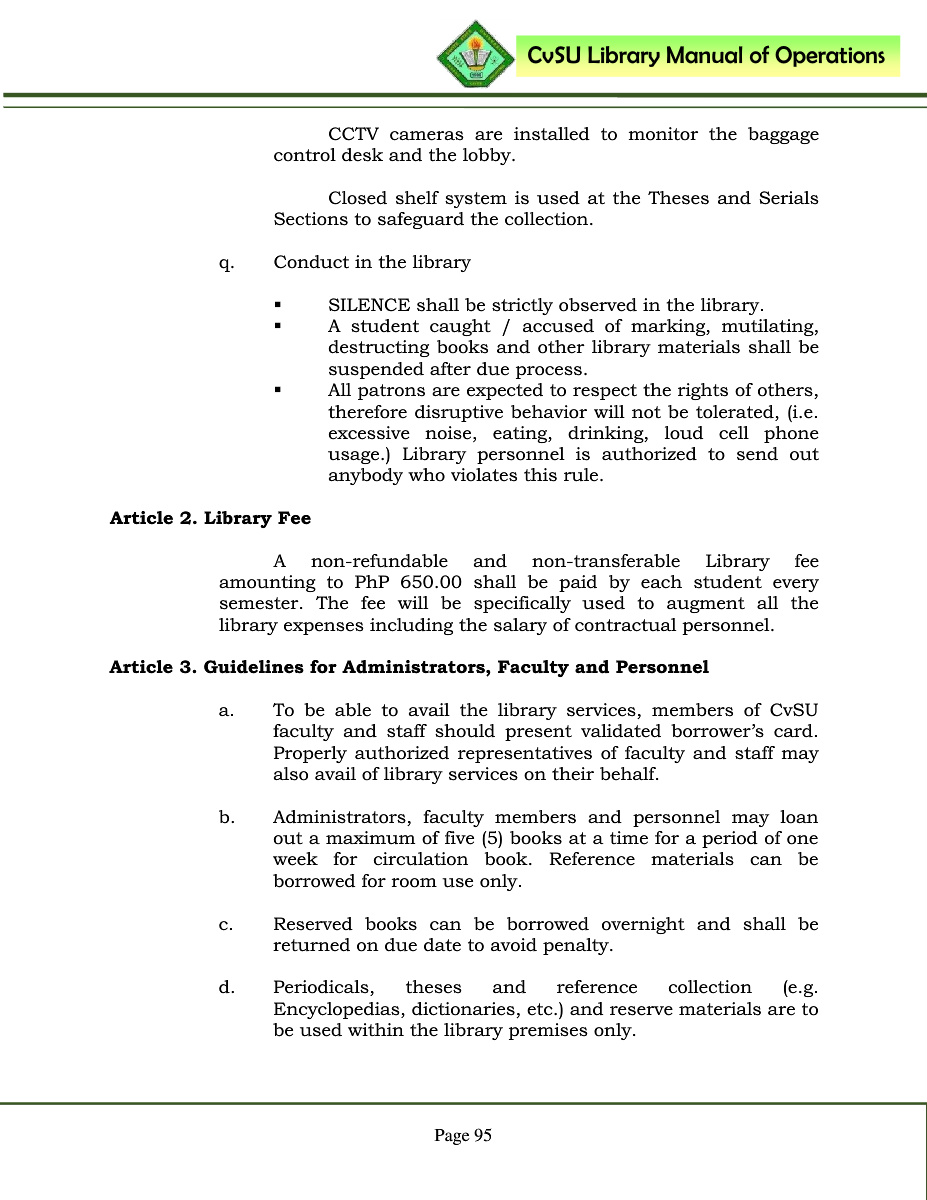 CvSU Library Manual of Operations
CCTV cameras are installed to monitor the baggage
control desk and the lobby.
Closed shelf system is used at the Theses and Serials
Sections to safeguard the collection.
q. Conduct in the library
▪ SILENCE shall be strictly observed in the library.
▪ A student caught / accused of marking, mutilating,
destructing books and other library materials shall be
suspended after due process.
▪ All patrons are expected to respect the rights of others,
therefore disruptive behavior will not be tolerated, (i.e.
excessive noise, eating, drinking, loud cell phone
usage.) Library personnel is authorized to send out
anybody who violates this rule.
Article 2. Library Fee
A non-refundable and non-transferable Library fee
amounting to PhP 650.00 shall be paid by each student every
semester. The fee will be specifically used to augment all the
library expenses including the salary of contractual personnel.
Article 3. Guidelines for Administrators, Faculty and Personnel
a. To be able to avail the library services, members of CvSU
faculty and staff should present validated borrower’s card.
Properly authorized representatives of faculty and staff may
also avail of library services on their behalf.
b. Administrators, faculty members and personnel may loan
out a maximum of five (5) books at a time for a period of one
week for circulation book. Reference materials can be
borrowed for room use only.
c. Reserved books can be borrowed overnight and shall be
returned on due date to avoid penalty.
d. Periodicals, theses and reference collection (e.g.
Encyclopedias, dictionaries, etc.) and reserve materials are to
be used within the library premises only.
Page 95